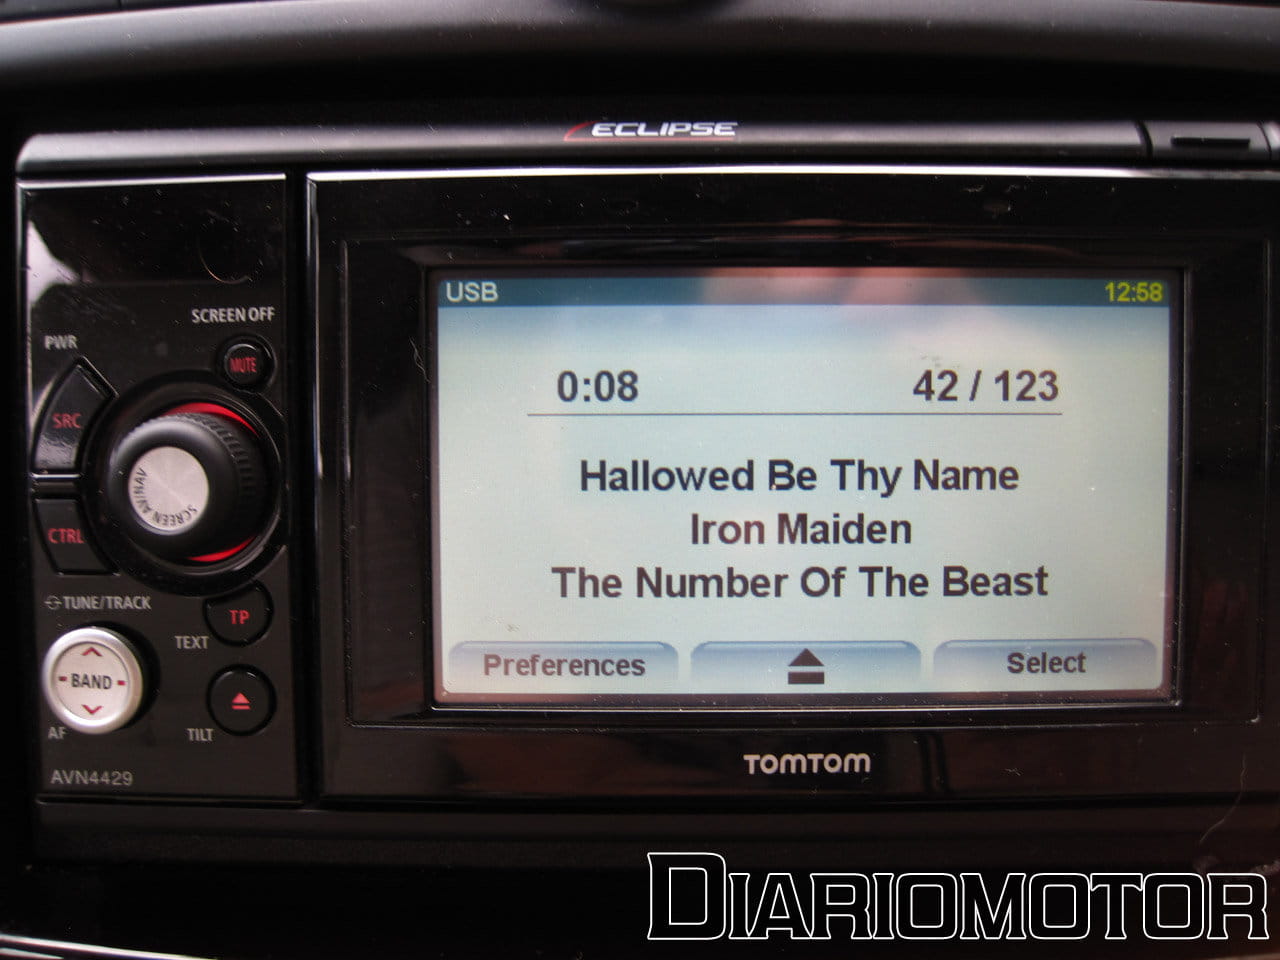 ECLIPSE
SCREEN OFF
PWR
MUTE
SRC
SCREEN AVN/NAV
CTRL
TUNE/TRACK
TP
TEXT
BAND
AF
TILT
AVN4429
USB
12:58
0:08
42 / 123
Hallowed Be Thy Name
Iron Maiden
The Number Of The Beast
Preferences
Select
TOMTOM
DIARIOMOTOR